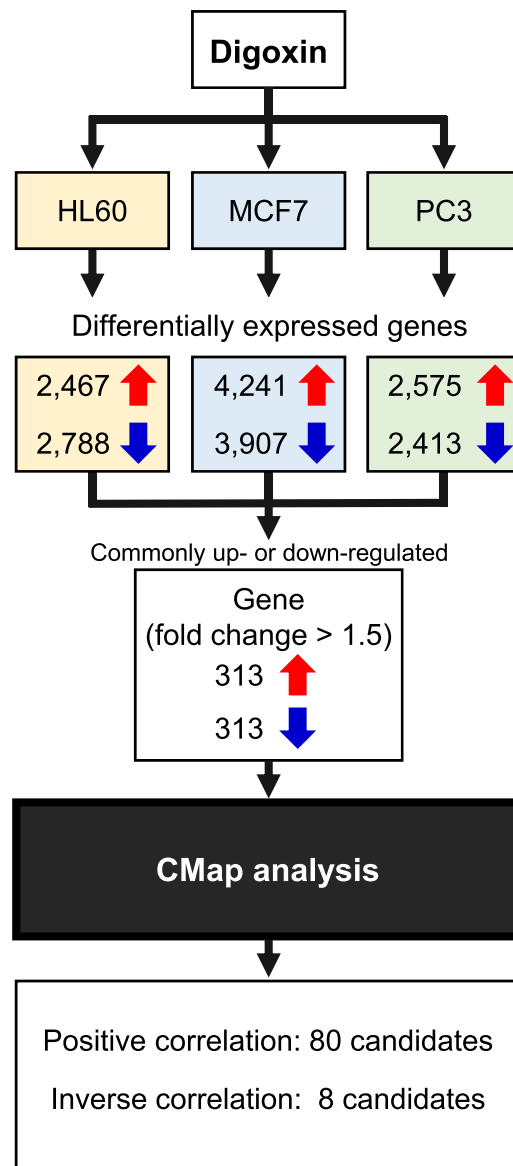 Digoxin
HL60 MCF7 PC3
Differentially expressed genes
2,467 4,241 2,575
2,788 3,907 2,413
Commonly up- or down-regulated
Gene
(fold change > 1.5)
313
313
CMap analysis
Positive correlation: 80 candidates
Inverse correlation: 8 candidates